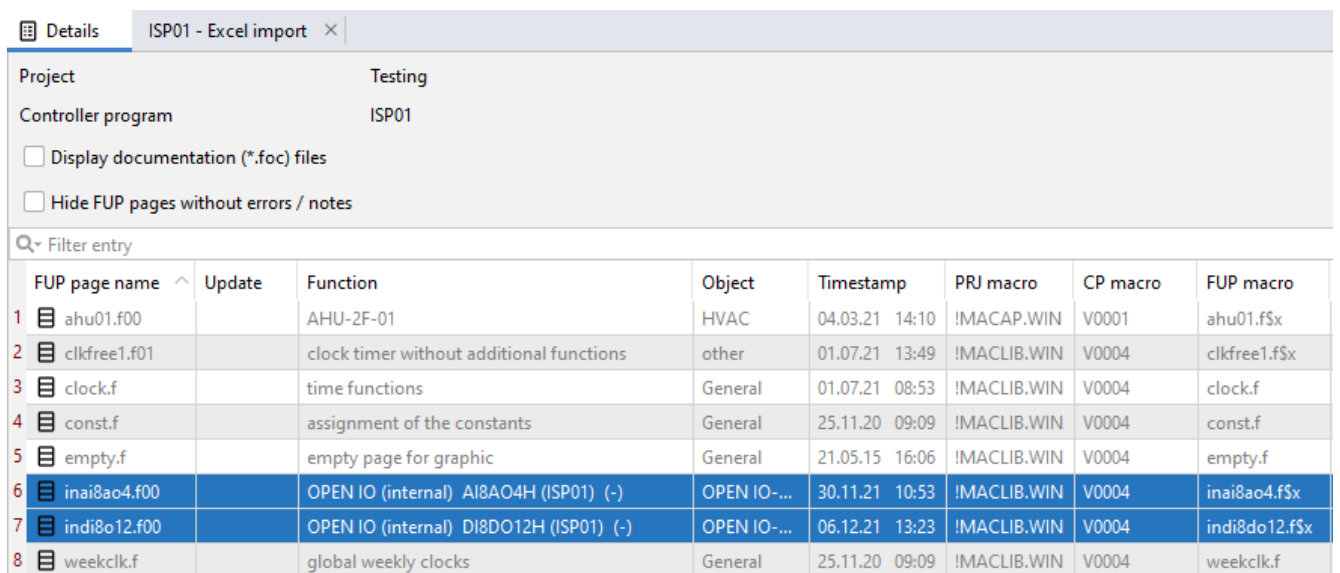 Details ISP01 - Excel import ×
Project Testing
Controller program ISP01
Display documentation (*.foc) files
Hide FUP pages without errors / notes
Filter entry
FUP page name Update Function Object Timestamp PRJ macro CP macro FUP macro
1 ahu01.f00 AHU-2F-01 HVAC 04.03.21 14:10 !MACAP.WIN V0001 ahu01.f$x
2 clkfree1.f01 clock timer without additional functions other 01.07.21 13:49 !MACLIB.WIN V0004 clkfree1.f$x
3 clock.f time functions General 01.07.21 08:53 !MACLIB.WIN V0004 clock.f
4 const.f assignment of the constants General 25.11.20 09:09 !MACLIB.WIN V0004 const.f
5 empty.f empty page for graphic General 21.05.15 16:06 !MACLIB.WIN V0004 empty.f
6 inai8ao4.f00 OPEN IO (internal) AI8AO4H (ISP01) (-) OPEN IO-... 30.11.21 10:53 !MACLIB.WIN V0004 inai8ao4.f$x
7 indi8o12.f00 OPEN IO (internal) DI8DO12H (ISP01) (-) OPEN IO-... 06.12.21 13:23 !MACLIB.WIN V0004 indi8do12.f$x
8 weekclk.f global weekly clocks General 25.11.20 09:09 !MACLIB.WIN V0004 weekclk.f